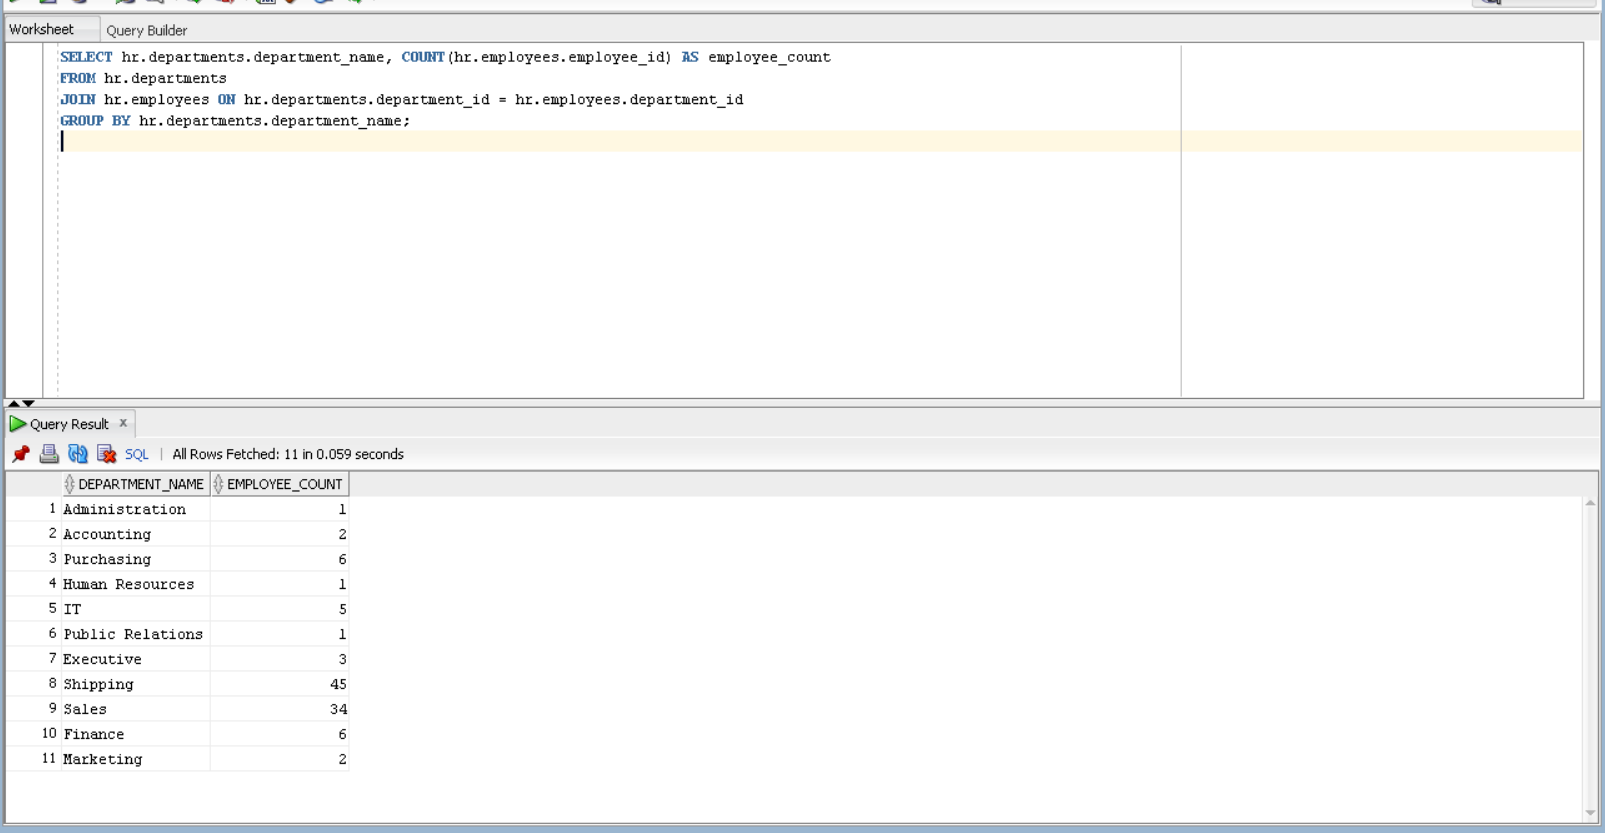 Worksheet Query Builder
SELECT hr.departments.department_name, COUNT(hr.employees.employee_id) AS employee_count
FROM hr.departments
JOIN hr.employees ON hr.departments.department_id = hr.employees.department_id
GROUP BY hr.departments.department_name;
Query Result x
SQL | All Rows Fetched: 11 in 0.059 seconds
DEPARTMENT_NAME EMPLOYEE_COUNT
1 Administration 1
2 Accounting 2
3 Purchasing 6
4 Human Resources 1
5 IT 5
6 Public Relations 1
7 Executive 3
8 Shipping 45
9 Sales 34
10 Finance 6
11 Marketing 2